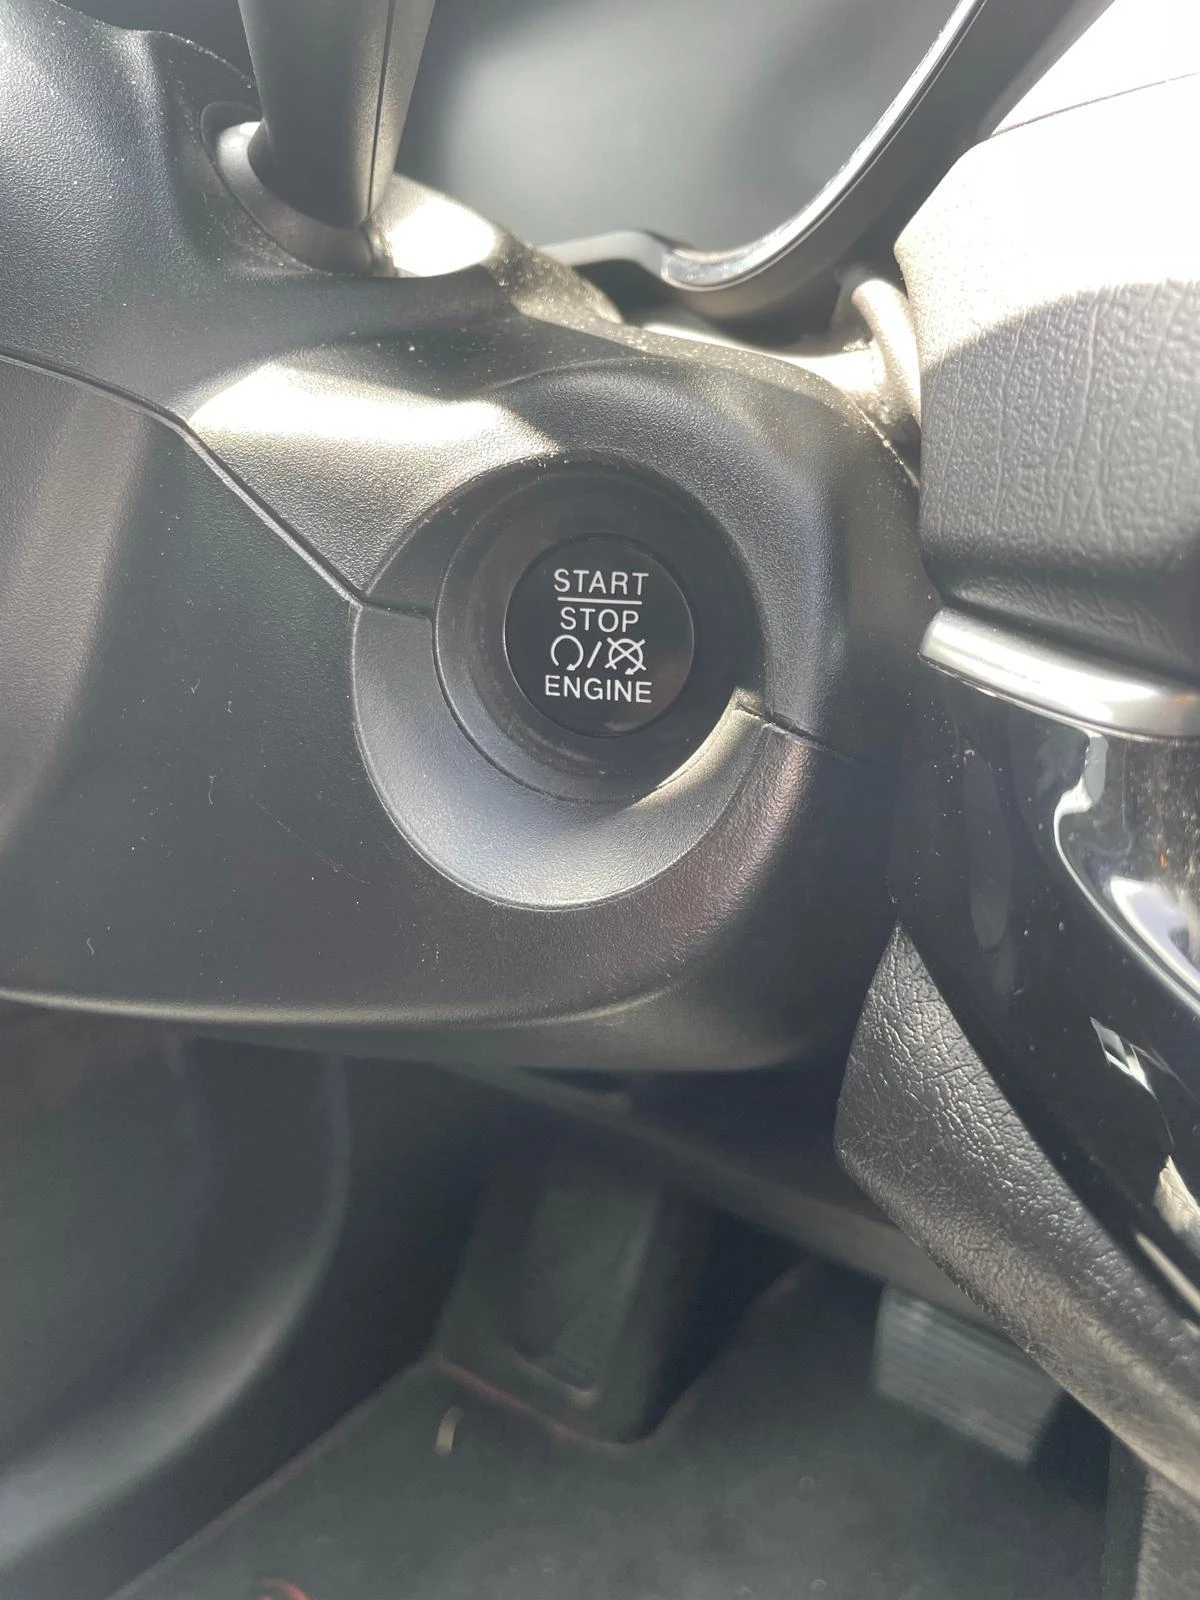 START
STOP
/
ENGINE